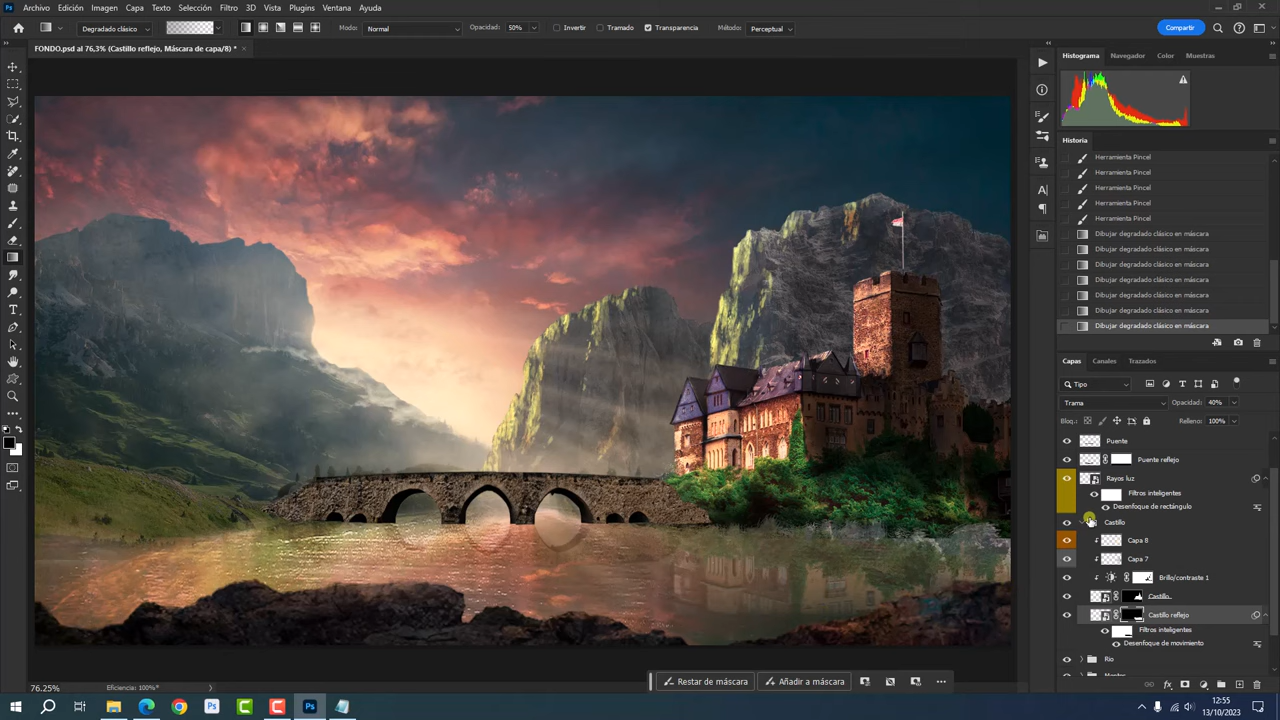 Archivo Edición Imagen Capa Texto Selección Filtro 3D Vista Plugins Ventana Ayuda
Degradado clásico Modo: Normal Opacidad: 50% Invertir Tramado Transparencia Método: Perceptual Compartir
FONDO.psd al 76,3% (Castillo reflejo, Máscara de capa/8) *
Histograma Navegador Color Muestras
Historia
Herramienta Pincel
Herramienta Pincel
Herramienta Pincel
Herramienta Pincel
Herramienta Pincel
Dibujar degradado clásico en máscara
Dibujar degradado clásico en máscara
Dibujar degradado clásico en máscara
Dibujar degradado clásico en máscara
Dibujar degradado clásico en máscara
Dibujar degradado clásico en máscara
Dibujar degradado clásico en máscara
Capas Canales Trazados
Tipo
Trama Opacidad: 40%
Bloq.: Relleno: 100%
Puente
Puente reflejo
Rayos luz
Filtros inteligentes
Desenfoque de rectángulo
Castillo
Capa 8
Capa 7
Brillo/contraste 1
Castillo
Castillo reflejo
Filtros inteligentes
Desenfoque de movimiento
Rio
Restar de máscara Añadir a máscara
76.25% Eficiencia: 100%*
12:55
13/10/2023